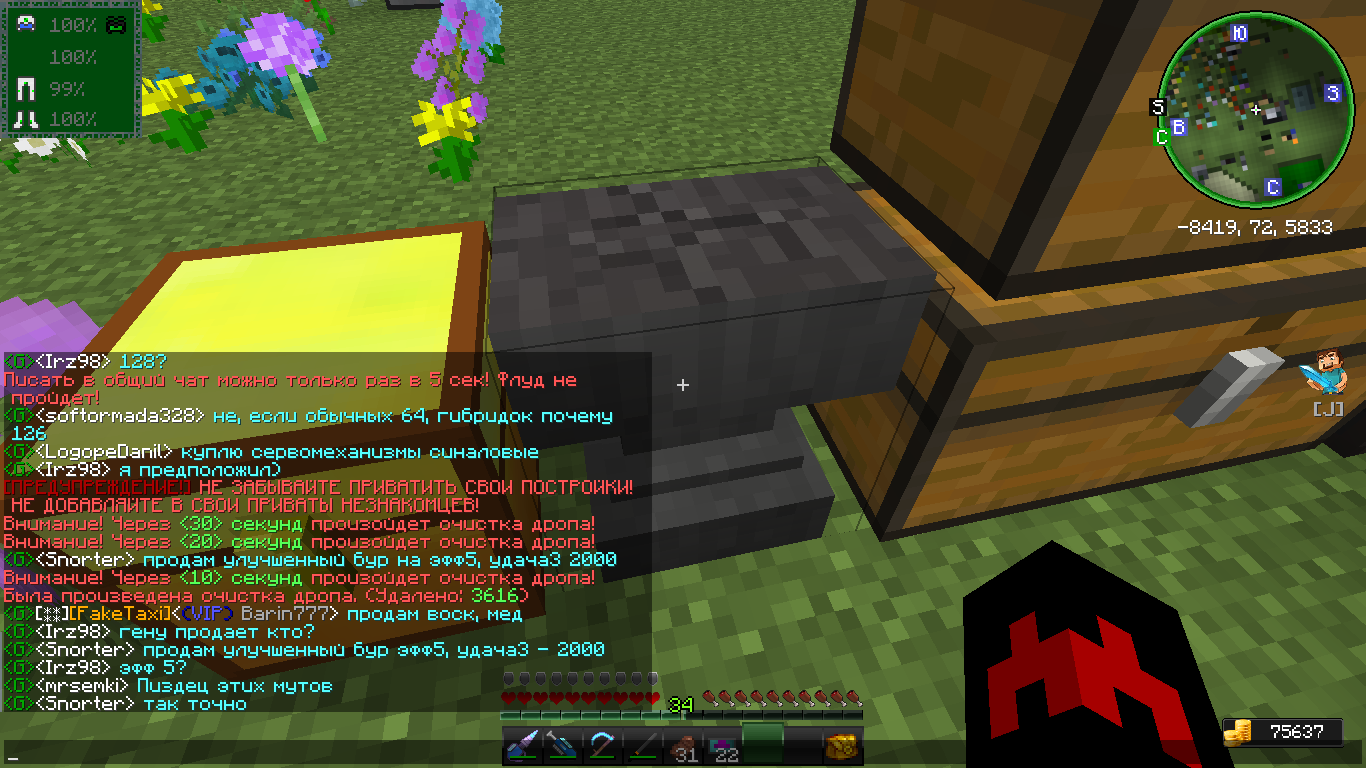 100%
100%
99%
100%
Ю
З
S
В
С
С
-8419, 72, 5833
[J]
<G><Irz98> 128?
Писать в общий чат можно только раз в 5 сек! Флуд не
пройдет!
<G><softormada328> не, если обычных 64, гибридок почему
126
<G><LogopeDanil> куплю сервомеханизмы синаловые
<G><Irz98> я предположил)
[ПРЕДУПРЕЖДЕНИЕ!] НЕ ЗАБЫВАЙТЕ ПРИВАТИТЬ СВОИ ПОСТРОЙКИ!
НЕ ДОБАВЛЯЙТЕ В СВОИ ПРИВАТЫ НЕЗНАКОМЦЕВ!
Внимание! Через <30> секунд произойдет очистка дропа!
Внимание! Через <20> секунд произойдет очистка дропа!
<G><Snorter> продам улучшенный бур на эфф5, удача3 2000
Внимание! Через <10> секунд произойдет очистка дропа!
Была произведена очистка дропа. (Удалено: 3616)
<G>[**][FakeTaxi]<(VIP) Barin777> продам воск, мед
<G><Irz98> гену продает кто?
<G><Snorter> продам улучшенный бур эфф5, удача3 - 2000
<G><Irz98> эфф 5?
<G><mrsemki> Пиздец этих мутов
<G><Snorter> так точно
34
31
22
75637
_